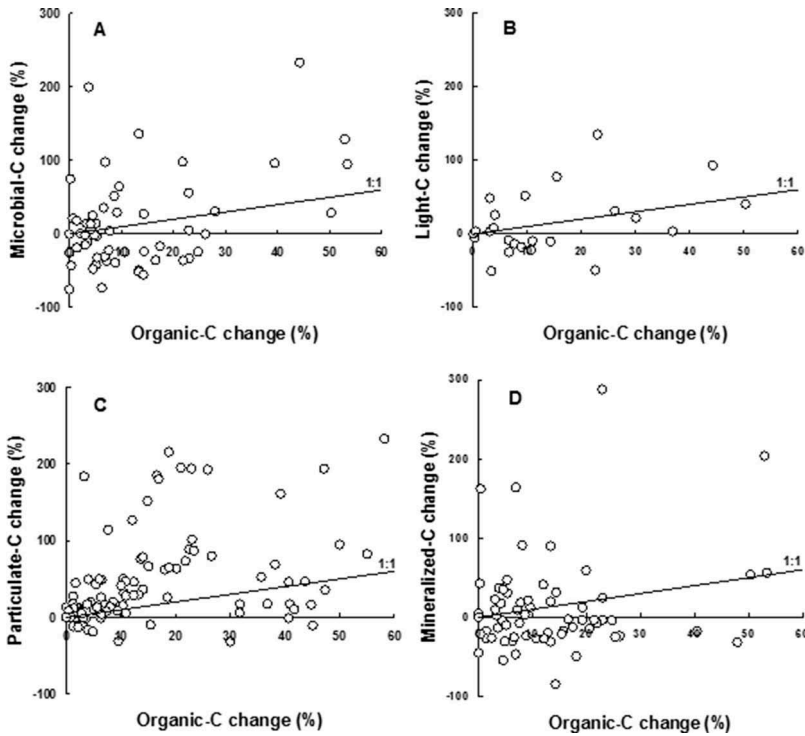 A
300
200
100
0
-100
0 10 20 30 40 50 60
1:1
Microbial-C change (%)
Organic-C change (%)
B
300
200
100
0
-100
0 10 20 30 40 50 60
1:1
Light-C change (%)
Organic-C change (%)
C
300
200
100
0
-100
0 10 20 30 40 50 60
1:1
Particulate-C change (%)
Organic-C change (%)
D
300
200
100
0
-100
0 10 20 30 40 50 60
1:1
Mineralized-C change (%)
Organic-C change (%)